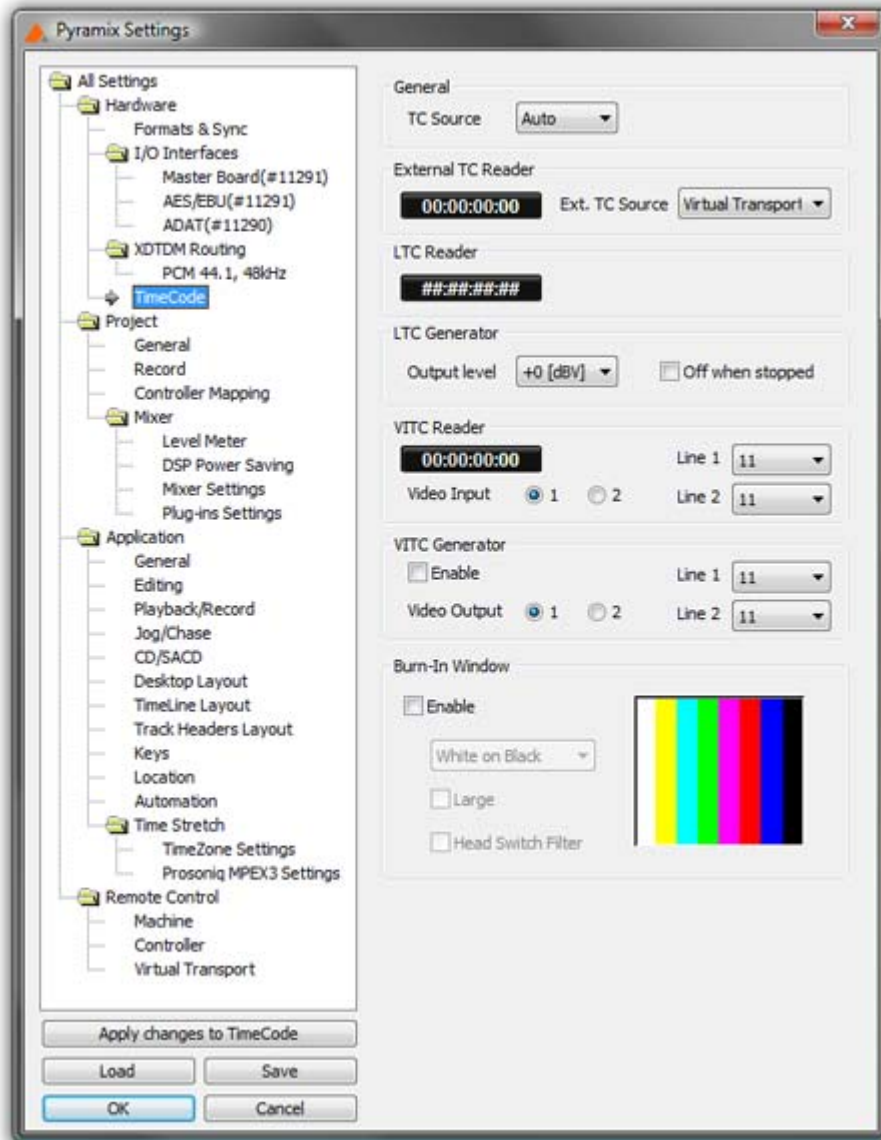 Pyramix Settings
All Settings
Hardware
Formats & Sync
I/O Interfaces
Master Board(#11291)
AES/EBU(#11291)
ADAT(#11290)
XDTDM Routing
PCM 44.1, 48kHz
TimeCode
Project
General
Record
Controller Mapping
Mixer
Level Meter
DSP Power Saving
Mixer Settings
Plug-ins Settings
Application
General
Editing
Playback/Record
Jog/Chase
CD/SACD
Desktop Layout
TimeLine Layout
Track Headers Layout
Keys
Location
Automation
Time Stretch
TimeZone Settings
Prosoniq MPEX3 Settings
Remote Control
Machine
Controller
Virtual Transport
Apply changes to TimeCode
Load Save
OK Cancel
General
TC Source Auto
External TC Reader
00:00:00:00 Ext. TC Source Virtual Transport
LTC Reader
##:##:##:##
LTC Generator
Output level +0 [dBV] Off when stopped
VITC Reader
00:00:00:00 Line 1 11
Video Input 1 2 Line 2 11
VITC Generator
Enable Line 1 11
Video Output 1 2 Line 2 11
Burn-In Window
Enable
White on Black
Large
Head Switch Filter